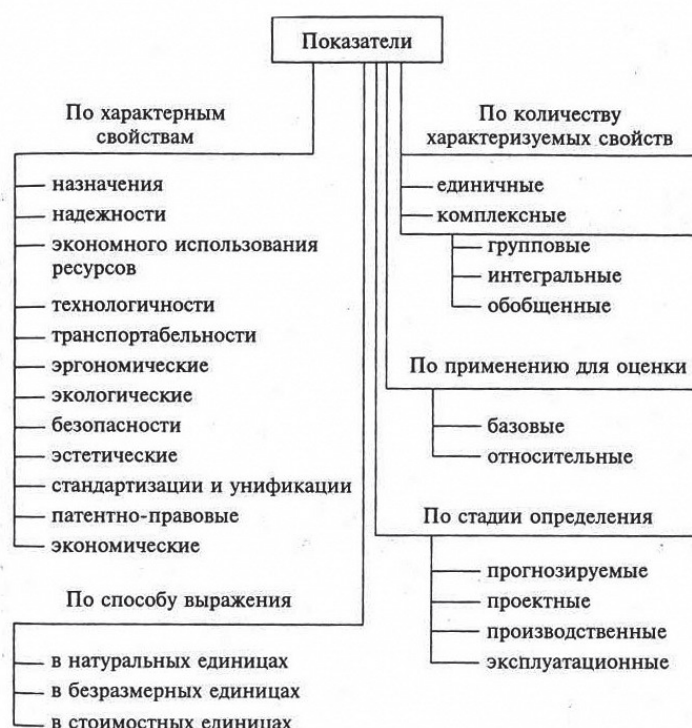 Показатели
По характерным
свойствам
назначения
надежности
экономного использования
ресурсов
технологичности
транспортабельности
эргономические
экологические
безопасности
эстетические
стандартизации и унификации
патентно-правовые
экономические
По способу выражения
в натуральных единицах
в безразмерных единицах
в стоимостных единицах
По количеству
характеризуемых свойств
единичные
комплексные
групповые
интегральные
обобщенные
По применению для оценки
базовые
относительные
По стадии определения
прогнозируемые
проектные
производственные
эксплуатационные